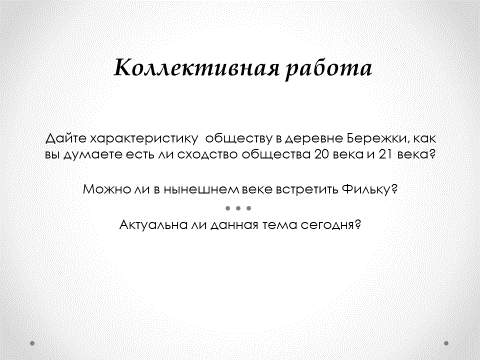 Коллективная работа
Дайте характеристику обществу в деревне Бережки, как
вы думаете есть ли сходство общества 20 века и 21 века?
Можно ли в нынешнем веке встретить Фильку?
Актуальна ли данная тема сегодня?